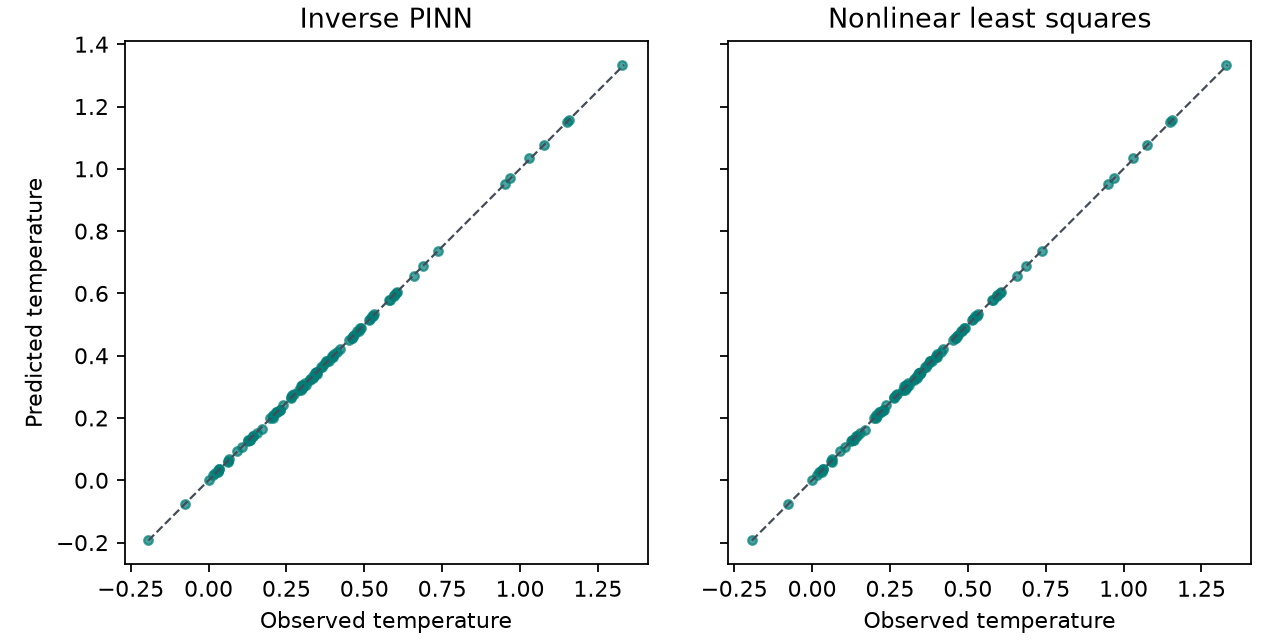 Inverse PINN
Nonlinear least squares
Predicted temperature
1.4
1.2
1.0
0.8
0.6
0.4
0.2
0.0
−0.2
−0.25 0.00 0.25 0.50 0.75 1.00 1.25
−0.25 0.00 0.25 0.50 0.75 1.00 1.25
Observed temperature
Observed temperature